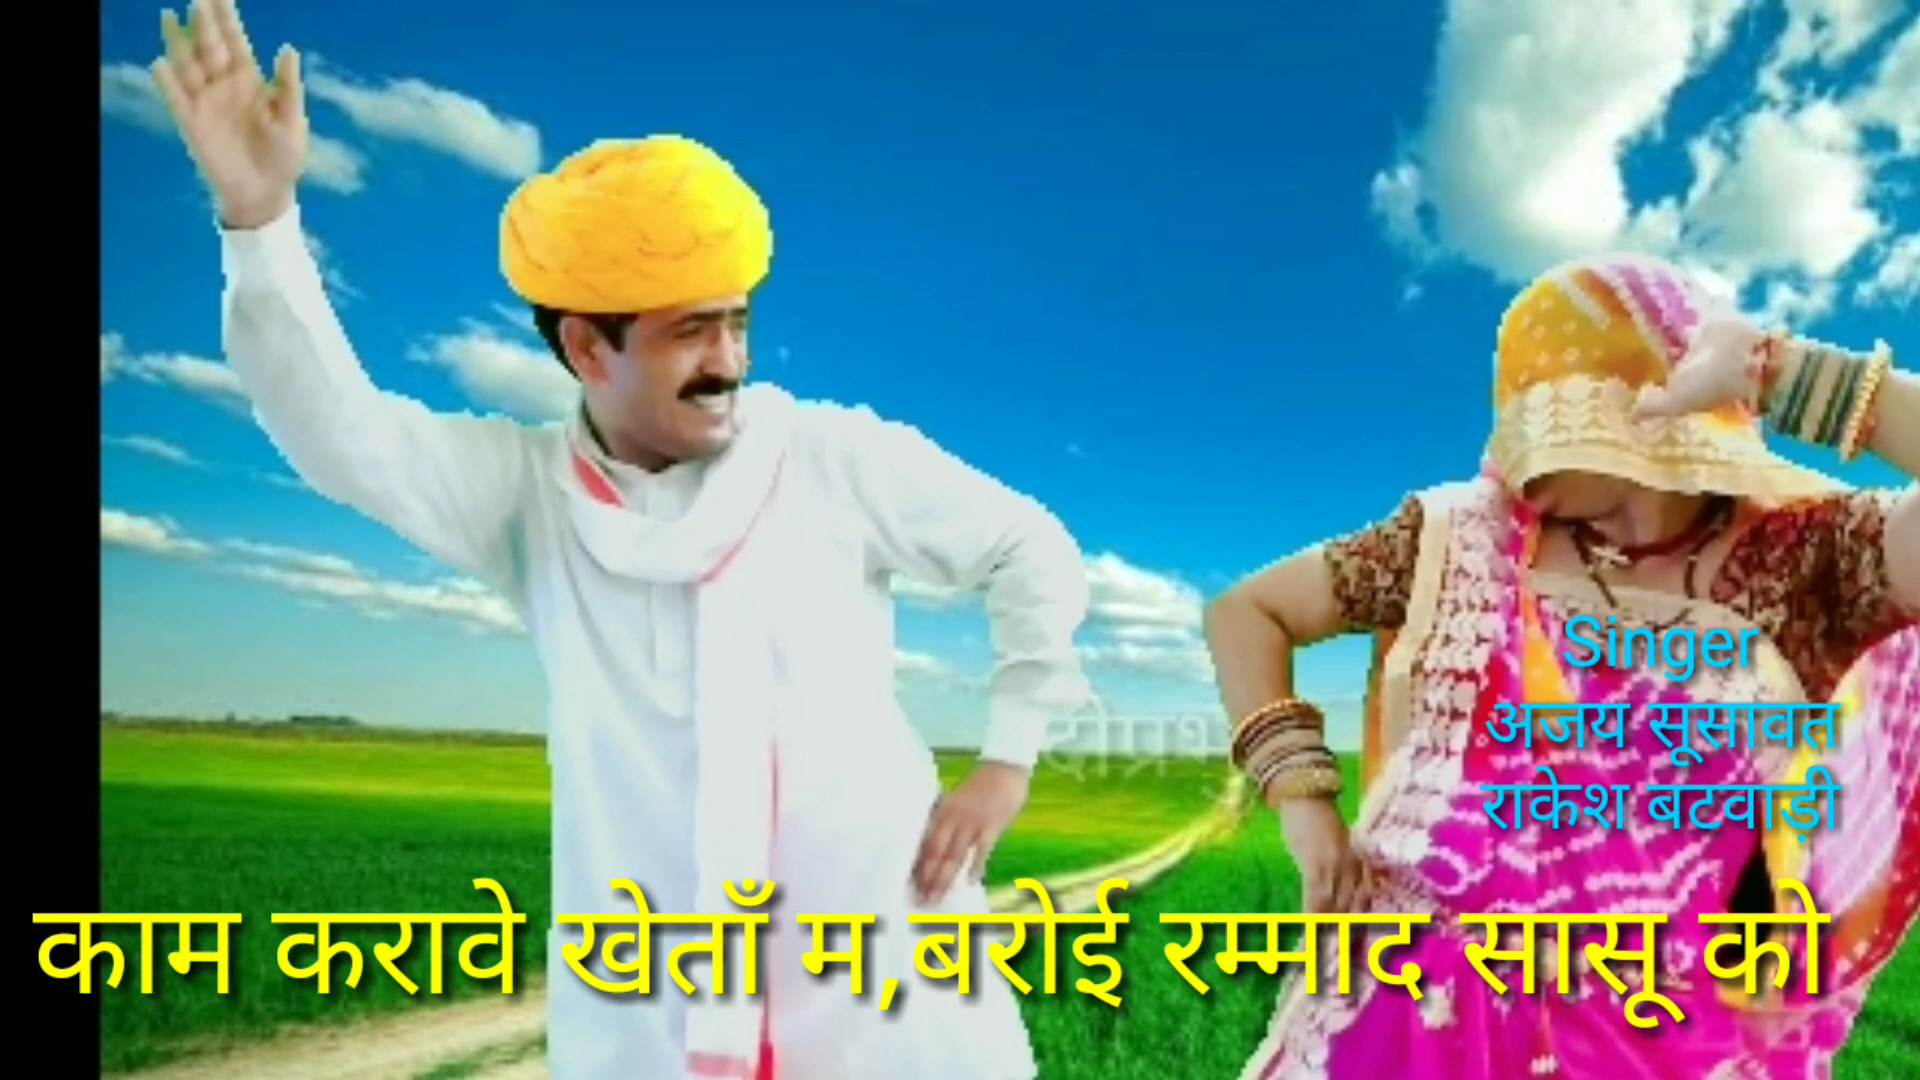 Singer
अजय सूसावत
राकेश बटवाड़ी
काम करावे खेताँ म,बरोई रम्माद सासू को